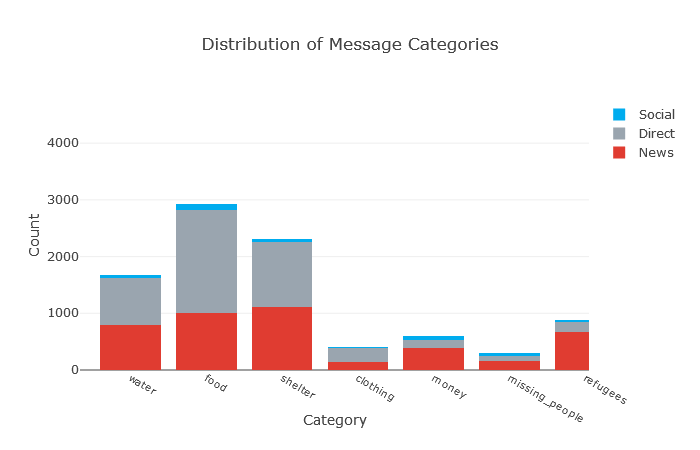 Distribution of Message Categories
Social
Direct
News
4000
3000
2000
1000
0
Count
water
food
shelter
clothing
money
missing_people
refugees
Category